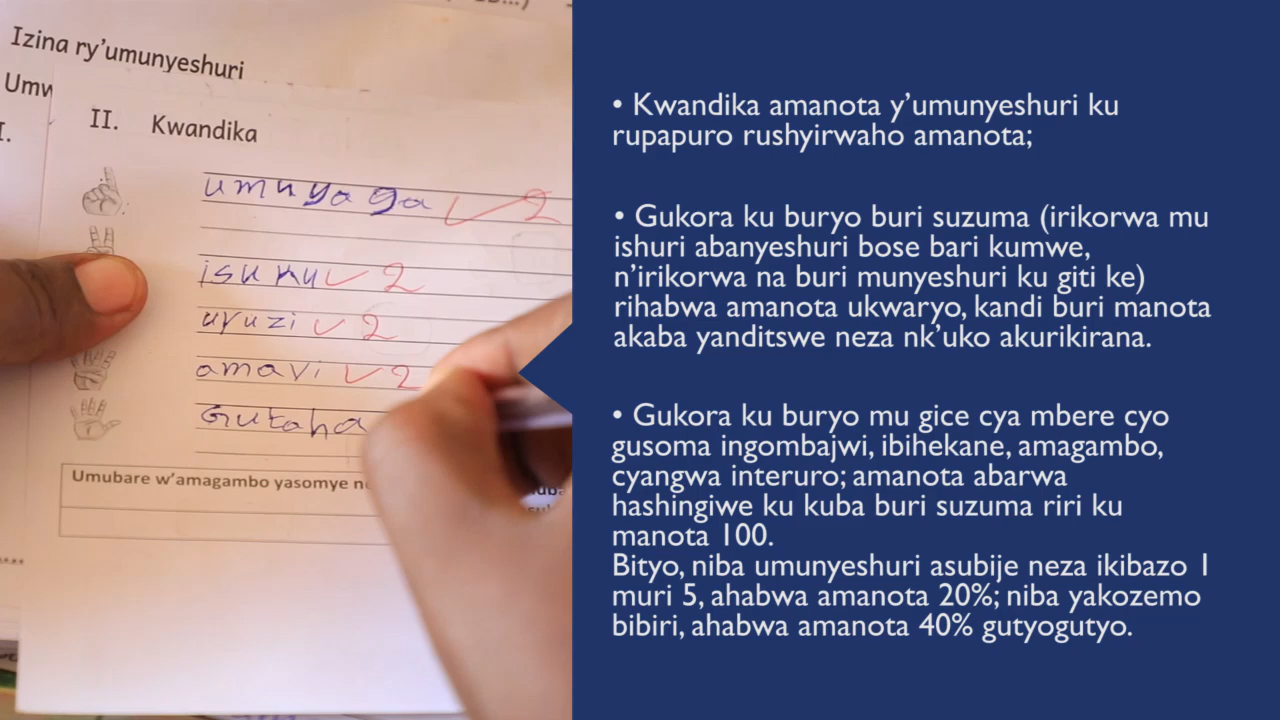 Izina ry’umunyeshuri
II. Kwandika
umuyaga 2
isuku 2
uruzi 2
amavi 2
Gutaha
Umubare w’amagambo yasomye
• Kwandika amanota y’umunyeshuri ku
rupapuro rushyirwaho amanota;
• Gukora ku buryo buri suzuma (irikorwa mu
ishuri abanyeshuri bose bari kumwe,
n’irikorwa na buri munyeshuri ku giti ke)
rihabwa amanota ukwaryo, kandi buri manota
akaba yanditswe neza nk’uko akurikirana.
• Gukora ku buryo mu gice cya mbere cyo
gusoma ingombajwi, ibihekane, amagambo,
cyangwa interuro; amanota abarwa
hashingiwe ku kuba buri suzuma riri ku
manota 100.
Bityo, niba umunyeshuri asubije neza ikibazo 1
muri 5, ahabwa amanota 20%; niba yakozemo
bibiri, ahabwa amanota 40% gutyogutyo.